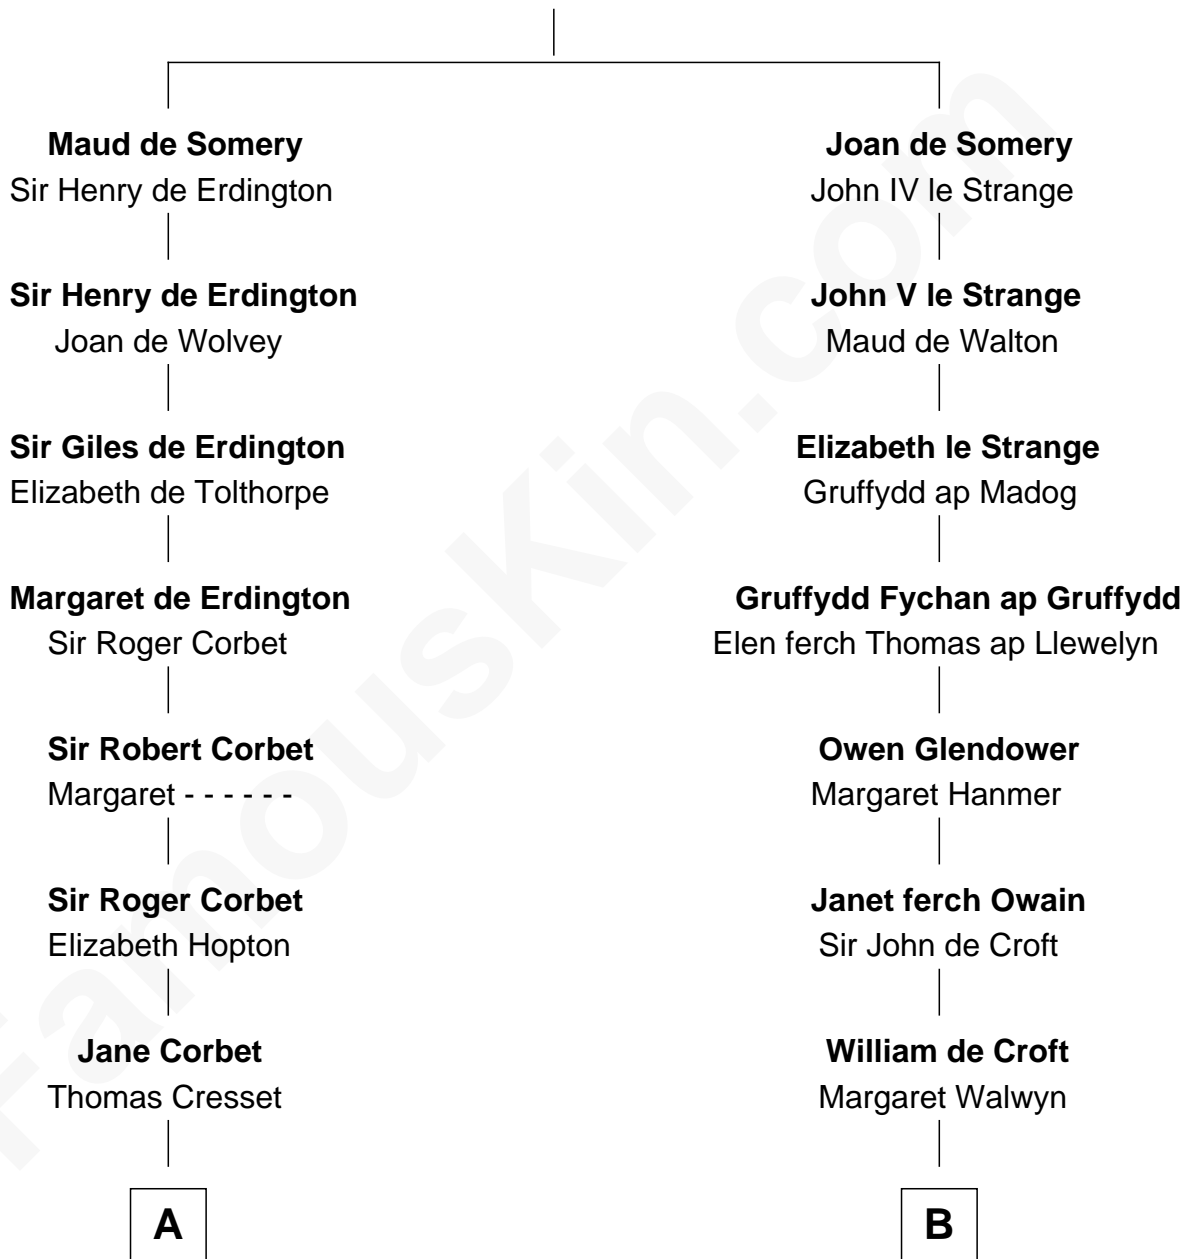 Maud de Somery
Sir Henry de Erdington
Sir Henry de Erdington
Joan de Wolvey
Sir Giles de Erdington
Elizabeth de Tolthorpe
Margaret de Erdington
Sir Roger Corbet
Sir Robert Corbet
Margaret - - - - - -
Sir Roger Corbet
Elizabeth Hopton
Jane Corbet
Thomas Cresset
A
Joan de Somery
John IV le Strange
John V le Strange
Maud de Walton
Elizabeth le Strange
Gruffydd ap Madog
Gruffydd Fychan ap Gruffydd
Elen ferch Thomas ap Llewelyn
Owen Glendower
Margaret Hanmer
Janet ferch Owain
Sir John de Croft
William de Croft
Margaret Walwyn
B
FamousKin.com